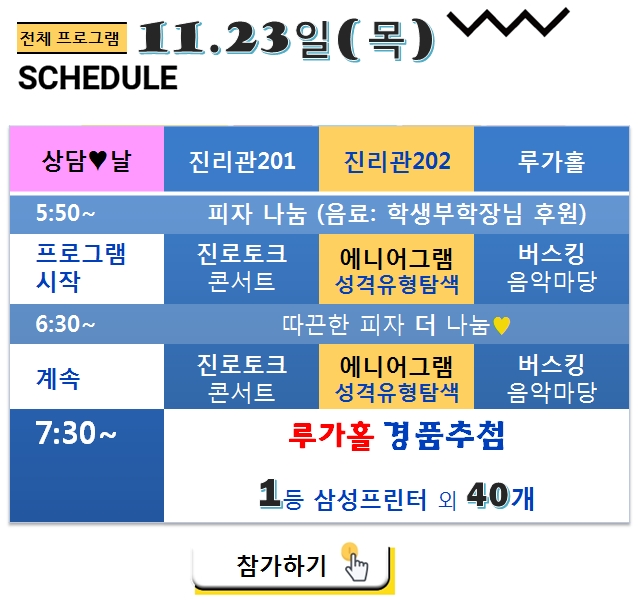 전체 프로그램 11.23일(목)
SCHEDULE
상담♥날 진리관201 진리관202 루가홀
5:50~ 피자 나눔 (음료: 학생부학장님 후원)
프로그램 시작 진로토크 콘서트 에니어그램 성격유형탐색 버스킹 음악마당
6:30~ 따끈한 피자 더 나눔♥
계속 진로토크 콘서트 에니어그램 성격유형탐색 버스킹 음악마당
7:30~ 루가홀 경품추첨
1등 삼성프린터 외 40개
참가하기